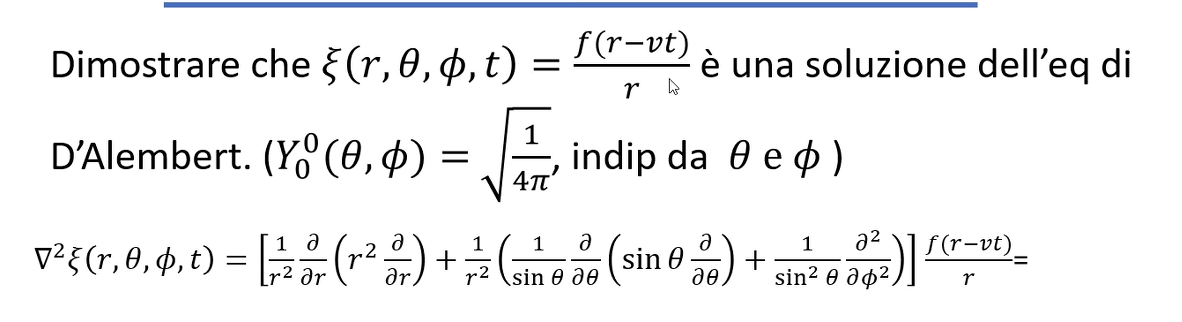 Dimostrare che ξ(r, θ, ϕ, t) = f(r−vt)/r è una soluzione dell’eq di
D’Alembert. (Y₀⁰(θ, ϕ) = √(1/4π), indip da θ e ϕ )
∇²ξ(r, θ, ϕ, t) = [1/r² ∂/∂r (r² ∂/∂r) + 1/r² (1/sin θ ∂/∂θ (sin θ ∂/∂θ) + 1/sin² θ ∂²/∂ϕ²)] f(r−vt)/r =